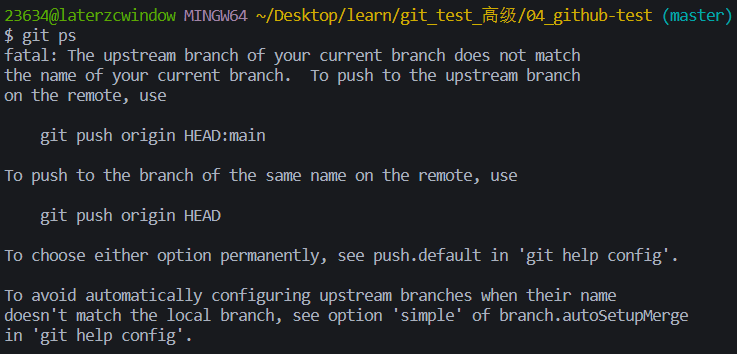 23634@laterzcwindow MINGW64 ~/Desktop/learn/git_test_高级/04_github-test (master)
$ git ps
fatal: The upstream branch of your current branch does not match
the name of your current branch.  To push to the upstream branch
on the remote, use

    git push origin HEAD:main

To push to the branch of the same name on the remote, use

    git push origin HEAD

To choose either option permanently, see push.default in 'git help config'.

To avoid automatically configuring upstream branches when their name
doesn't match the local branch, see option 'simple' of branch.autoSetupMerge
in 'git help config'.